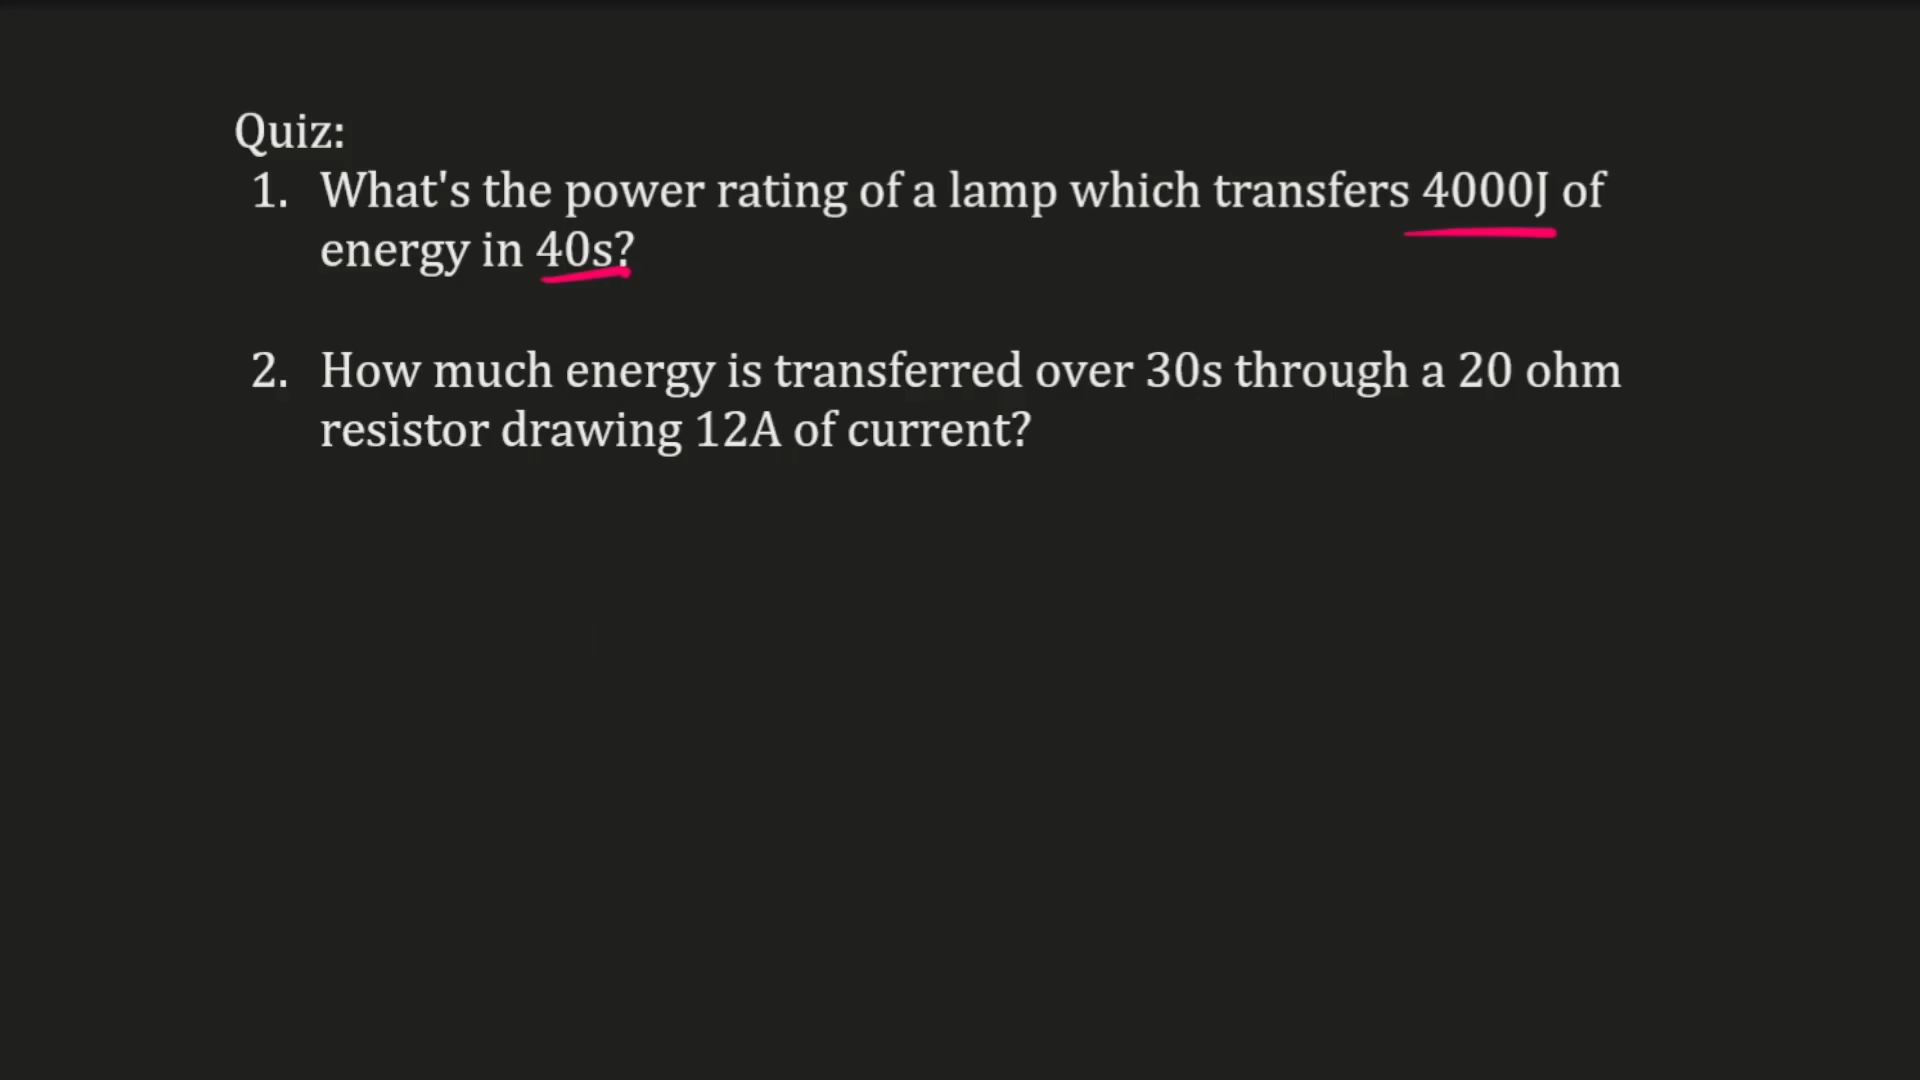 Quiz:
1. What's the power rating of a lamp which transfers 4000J of
energy in 40s?
2. How much energy is transferred over 30s through a 20 ohm
resistor drawing 12A of current?